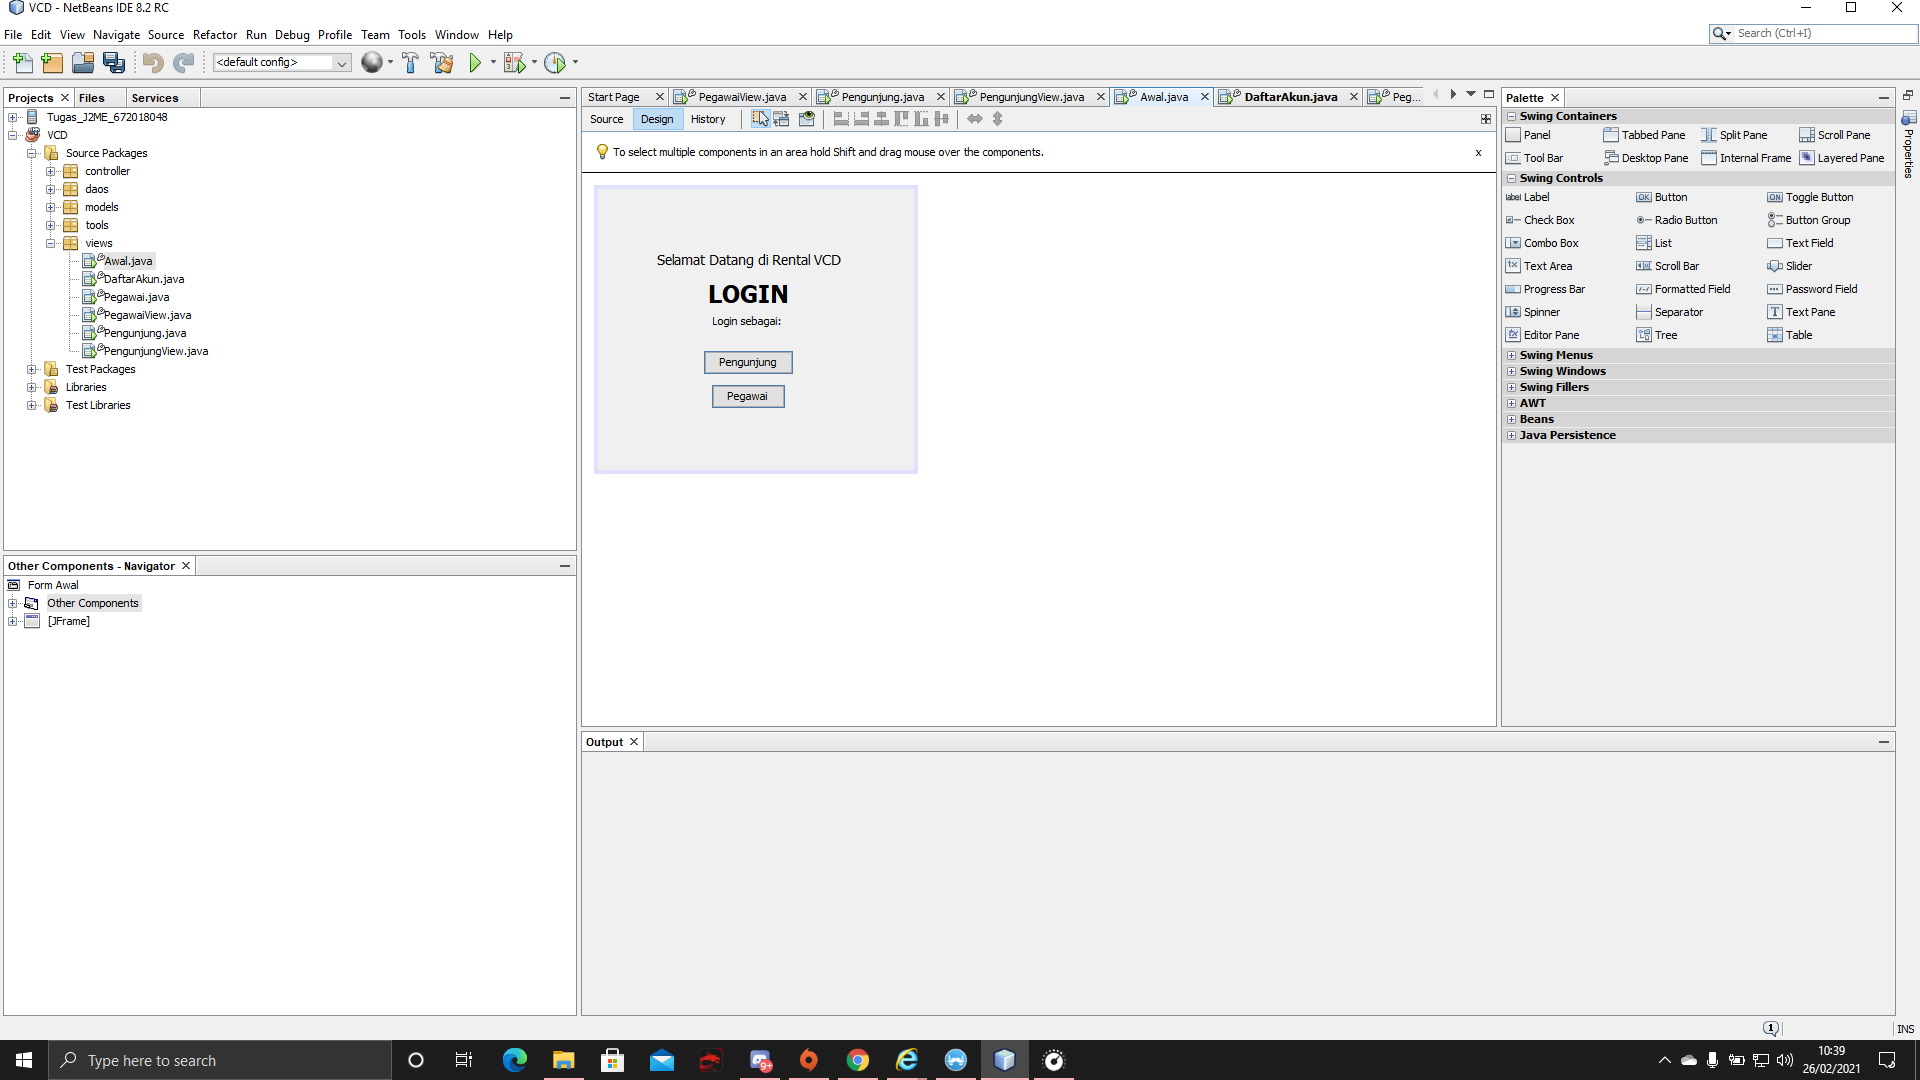 VCD - NetBeans IDE 8.2 RC
File Edit View Navigate Source Refactor Run Debug Profile Team Tools Window Help
Search (Ctrl+I)
<default config>
Projects Files Services
Tugas_J2ME_672018048
VCD
Source Packages
controller
daos
models
tools
views
Awal.java
DaftarAkun.java
Pegawai.java
PegawaiView.java
Pengunjung.java
PengunjungView.java
Test Packages
Libraries
Test Libraries
Other Components - Navigator
Form Awal
Other Components
[JFrame]
Start Page PegawaiView.java Pengunjung.java PengunjungView.java Awal.java DaftarAkun.java Peg...
Source Design History
To select multiple components in an area hold Shift and drag mouse over the components. x
Selamat Datang di Rental VCD
LOGIN
Login sebagai:
Pengunjung
Pegawai
Output
Palette
Swing Containers
Panel Tabbed Pane Split Pane Scroll Pane
Tool Bar Desktop Pane Internal Frame Layered Pane
Swing Controls
label Label OK Button ON Toggle Button
Check Box Radio Button Button Group
Combo Box List Text Field
Text Area Scroll Bar Slider
Progress Bar Formatted Field Password Field
Spinner Separator Text Pane
Editor Pane Tree Table
Swing Menus
Swing Windows
Swing Fillers
AWT
Beans
Java Persistence
Properties
1 INS
Type here to search
9+
10:39
26/02/2021